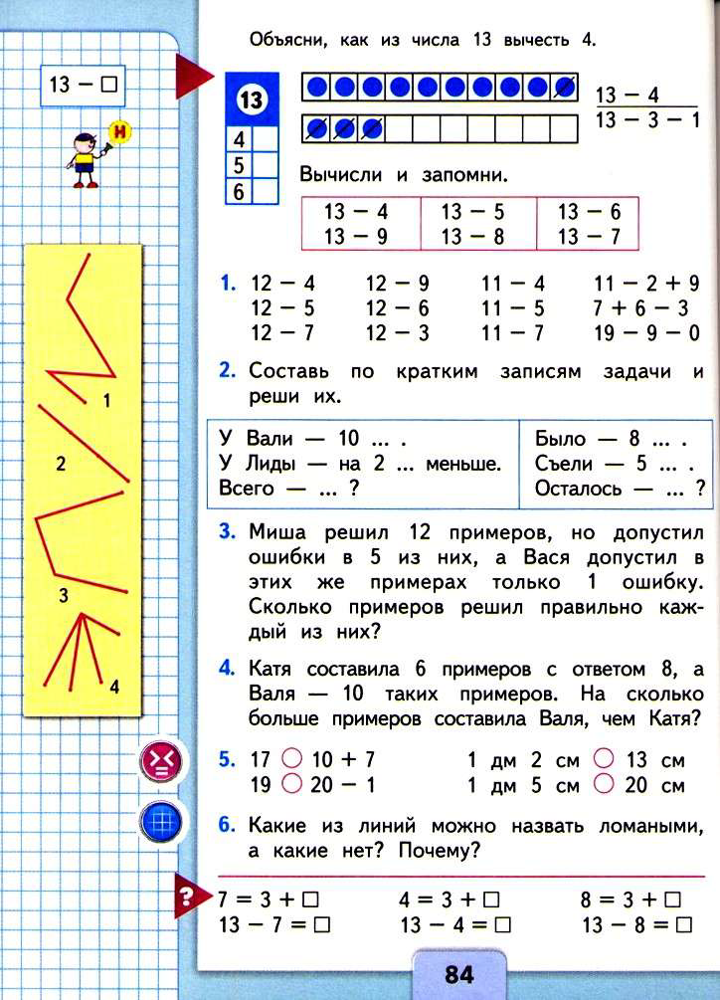 Объясни, как из числа 13 вычесть 4.
13 − □
13
4
5
6
13 − 4
13 − 3 − 1
Н
Вычисли и запомни.
13 − 4 13 − 5 13 − 6
13 − 9 13 − 8 13 − 7
1. 12 − 4 12 − 9 11 − 4 11 − 2 + 9
12 − 5 12 − 6 11 − 5 7 + 6 − 3
12 − 7 12 − 3 11 − 7 19 − 9 − 0
2. Составь по кратким записям задачи и
реши их.
У Вали — 10 ... .
У Лиды — на 2 ... меньше.
Всего — ... ?
Было — 8 ... .
Съели — 5 ... .
Осталось — ... ?
3. Миша решил 12 примеров, но допустил
ошибки в 5 из них, а Вася допустил в
этих же примерах только 1 ошибку.
Сколько примеров решил правильно каж-
дый из них?
4. Катя составила 6 примеров с ответом 8, а
Валя — 10 таких примеров. На сколько
больше примеров составила Валя, чем Катя?
5. 17 ○ 10 + 7 1 дм 2 см ○ 13 см
19 ○ 20 − 1 1 дм 5 см ○ 20 см
6. Какие из линий можно назвать ломаными,
а какие нет? Почему?
1
2
3
4
?
7 = 3 + □ 4 = 3 + □ 8 = 3 + □
13 − 7 = □ 13 − 4 = □ 13 − 8 = □
84